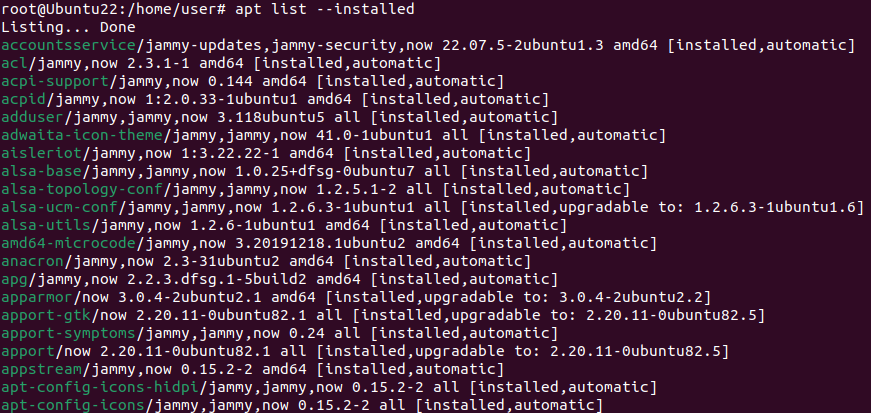 root@Ubuntu22:/home/user# apt list --installed
Listing... Done
accountsservice/jammy-updates,jammy-security,now 22.07.5-2ubuntu1.3 amd64 [installed,automatic]
acl/jammy,now 2.3.1-1 amd64 [installed,automatic]
acpi-support/jammy,now 0.144 amd64 [installed,automatic]
acpid/jammy,now 1:2.0.33-1ubuntu1 amd64 [installed,automatic]
adduser/jammy,jammy,now 3.118ubuntu5 all [installed,automatic]
adwaita-icon-theme/jammy,jammy,now 41.0-1ubuntu1 all [installed,automatic]
aisleriot/jammy,now 1:3.22.22-1 amd64 [installed,automatic]
alsa-base/jammy,jammy,now 1.0.25+dfsg-0ubuntu7 all [installed,automatic]
alsa-topology-conf/jammy,jammy,now 1.2.5.1-2 all [installed,automatic]
alsa-ucm-conf/jammy,jammy,now 1.2.6.3-1ubuntu1 all [installed,upgradable to: 1.2.6.3-1ubuntu1.6]
alsa-utils/jammy,now 1.2.6-1ubuntu1 amd64 [installed,automatic]
amd64-microcode/jammy,now 3.20191218.1ubuntu2 amd64 [installed,automatic]
anacron/jammy,now 2.3-31ubuntu2 amd64 [installed,automatic]
apg/jammy,now 2.2.3.dfsg.1-5build2 amd64 [installed,automatic]
apparmor/now 3.0.4-2ubuntu2.1 amd64 [installed,upgradable to: 3.0.4-2ubuntu2.2]
apport-gtk/now 2.20.11-0ubuntu82.1 all [installed,upgradable to: 2.20.11-0ubuntu82.5]
apport-symptoms/jammy,jammy,now 0.24 all [installed,automatic]
apport/now 2.20.11-0ubuntu82.1 all [installed,upgradable to: 2.20.11-0ubuntu82.5]
appstream/jammy,now 0.15.2-2 amd64 [installed,automatic]
apt-config-icons-hidpi/jammy,jammy,now 0.15.2-2 all [installed,automatic]
apt-config-icons/jammy,jammy,now 0.15.2-2 all [installed,automatic]